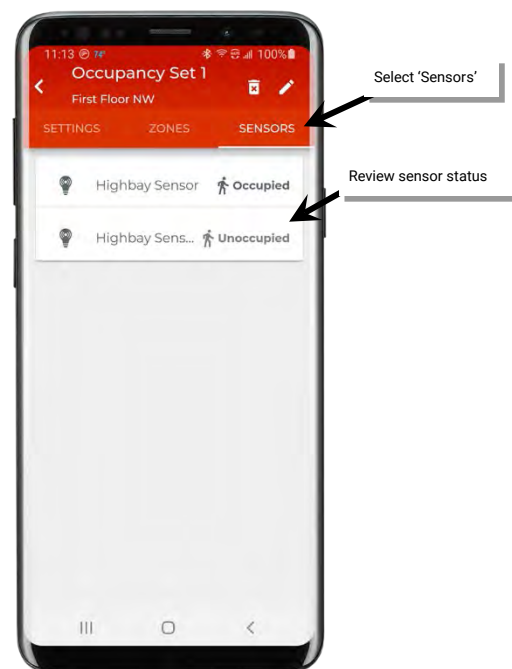 11:13 74° 100%
Occupancy Set 1
First Floor NW
SETTINGS ZONES SENSORS
Highbay Sensor Occupied
Highbay Sens... Unoccupied
Select ‘Sensors’
Review sensor status